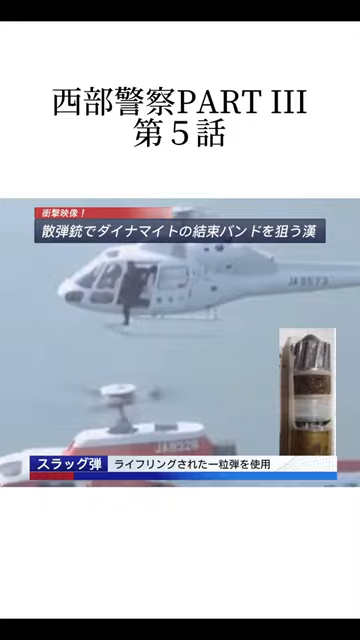 西部警察PART III
第５話
衝撃映像！
散弾銃でダイナマイトの結束バンドを狙う漢
JA9573
JA9328
スラッグ弾
ライフリングされた一粒弾を使用